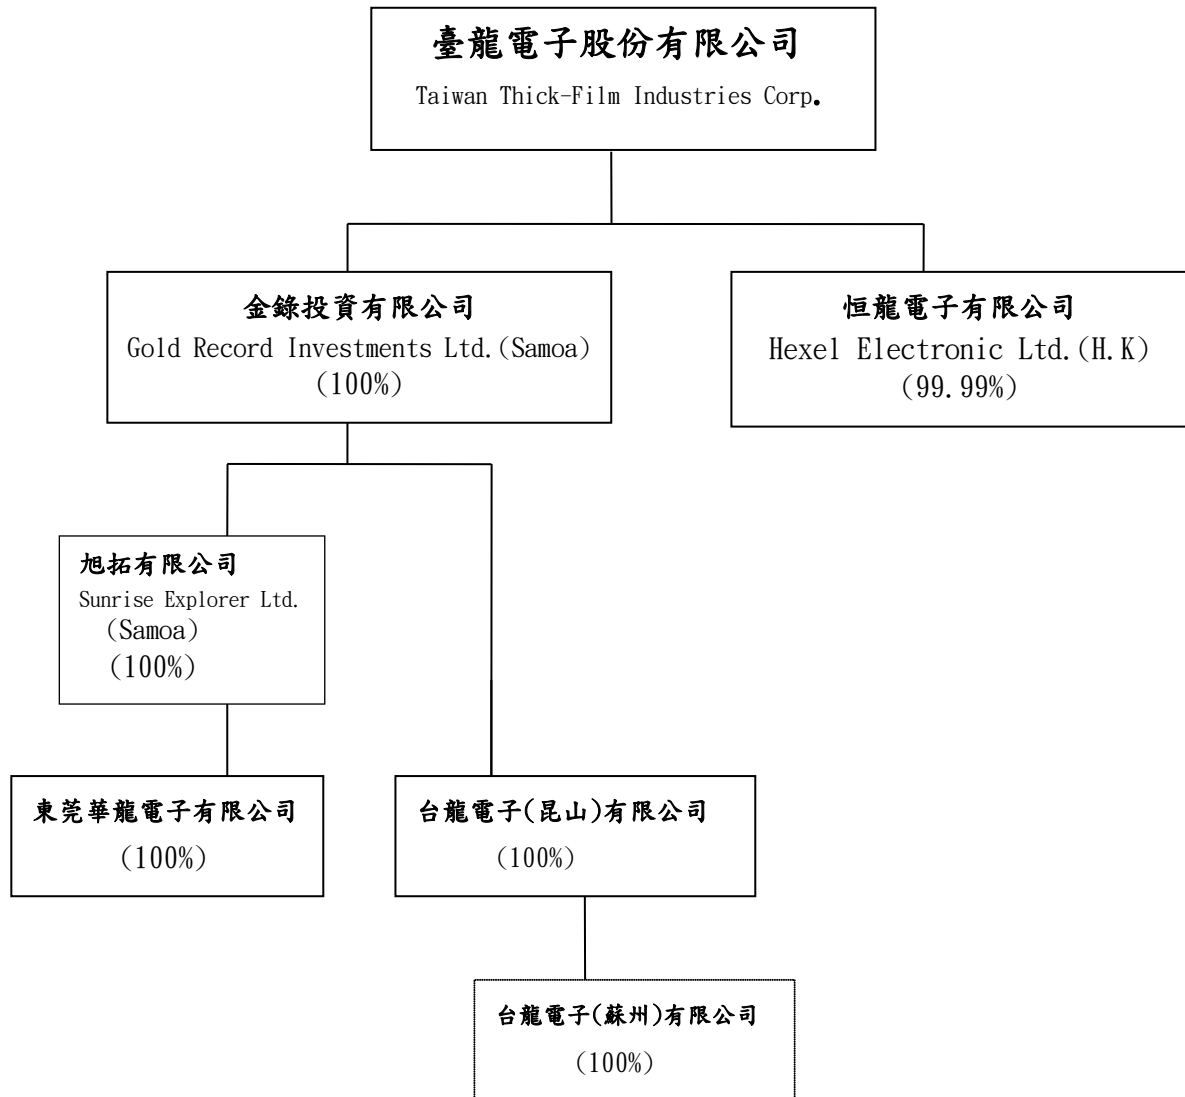 臺龍電子股份有限公司
Taiwan Thick-Film Industries Corp.
金錄投資有限公司
Gold Record Investments Ltd.(Samoa)
(100%)
恒龍電子有限公司
Hexel Electronic Ltd.(H.K)
(99.99%)
旭拓有限公司
Sunrise Explorer Ltd.
(Samoa)
(100%)
東莞華龍電子有限公司
(100%)
台龍電子(昆山)有限公司
(100%)
台龍電子(蘇州)有限公司
(100%)